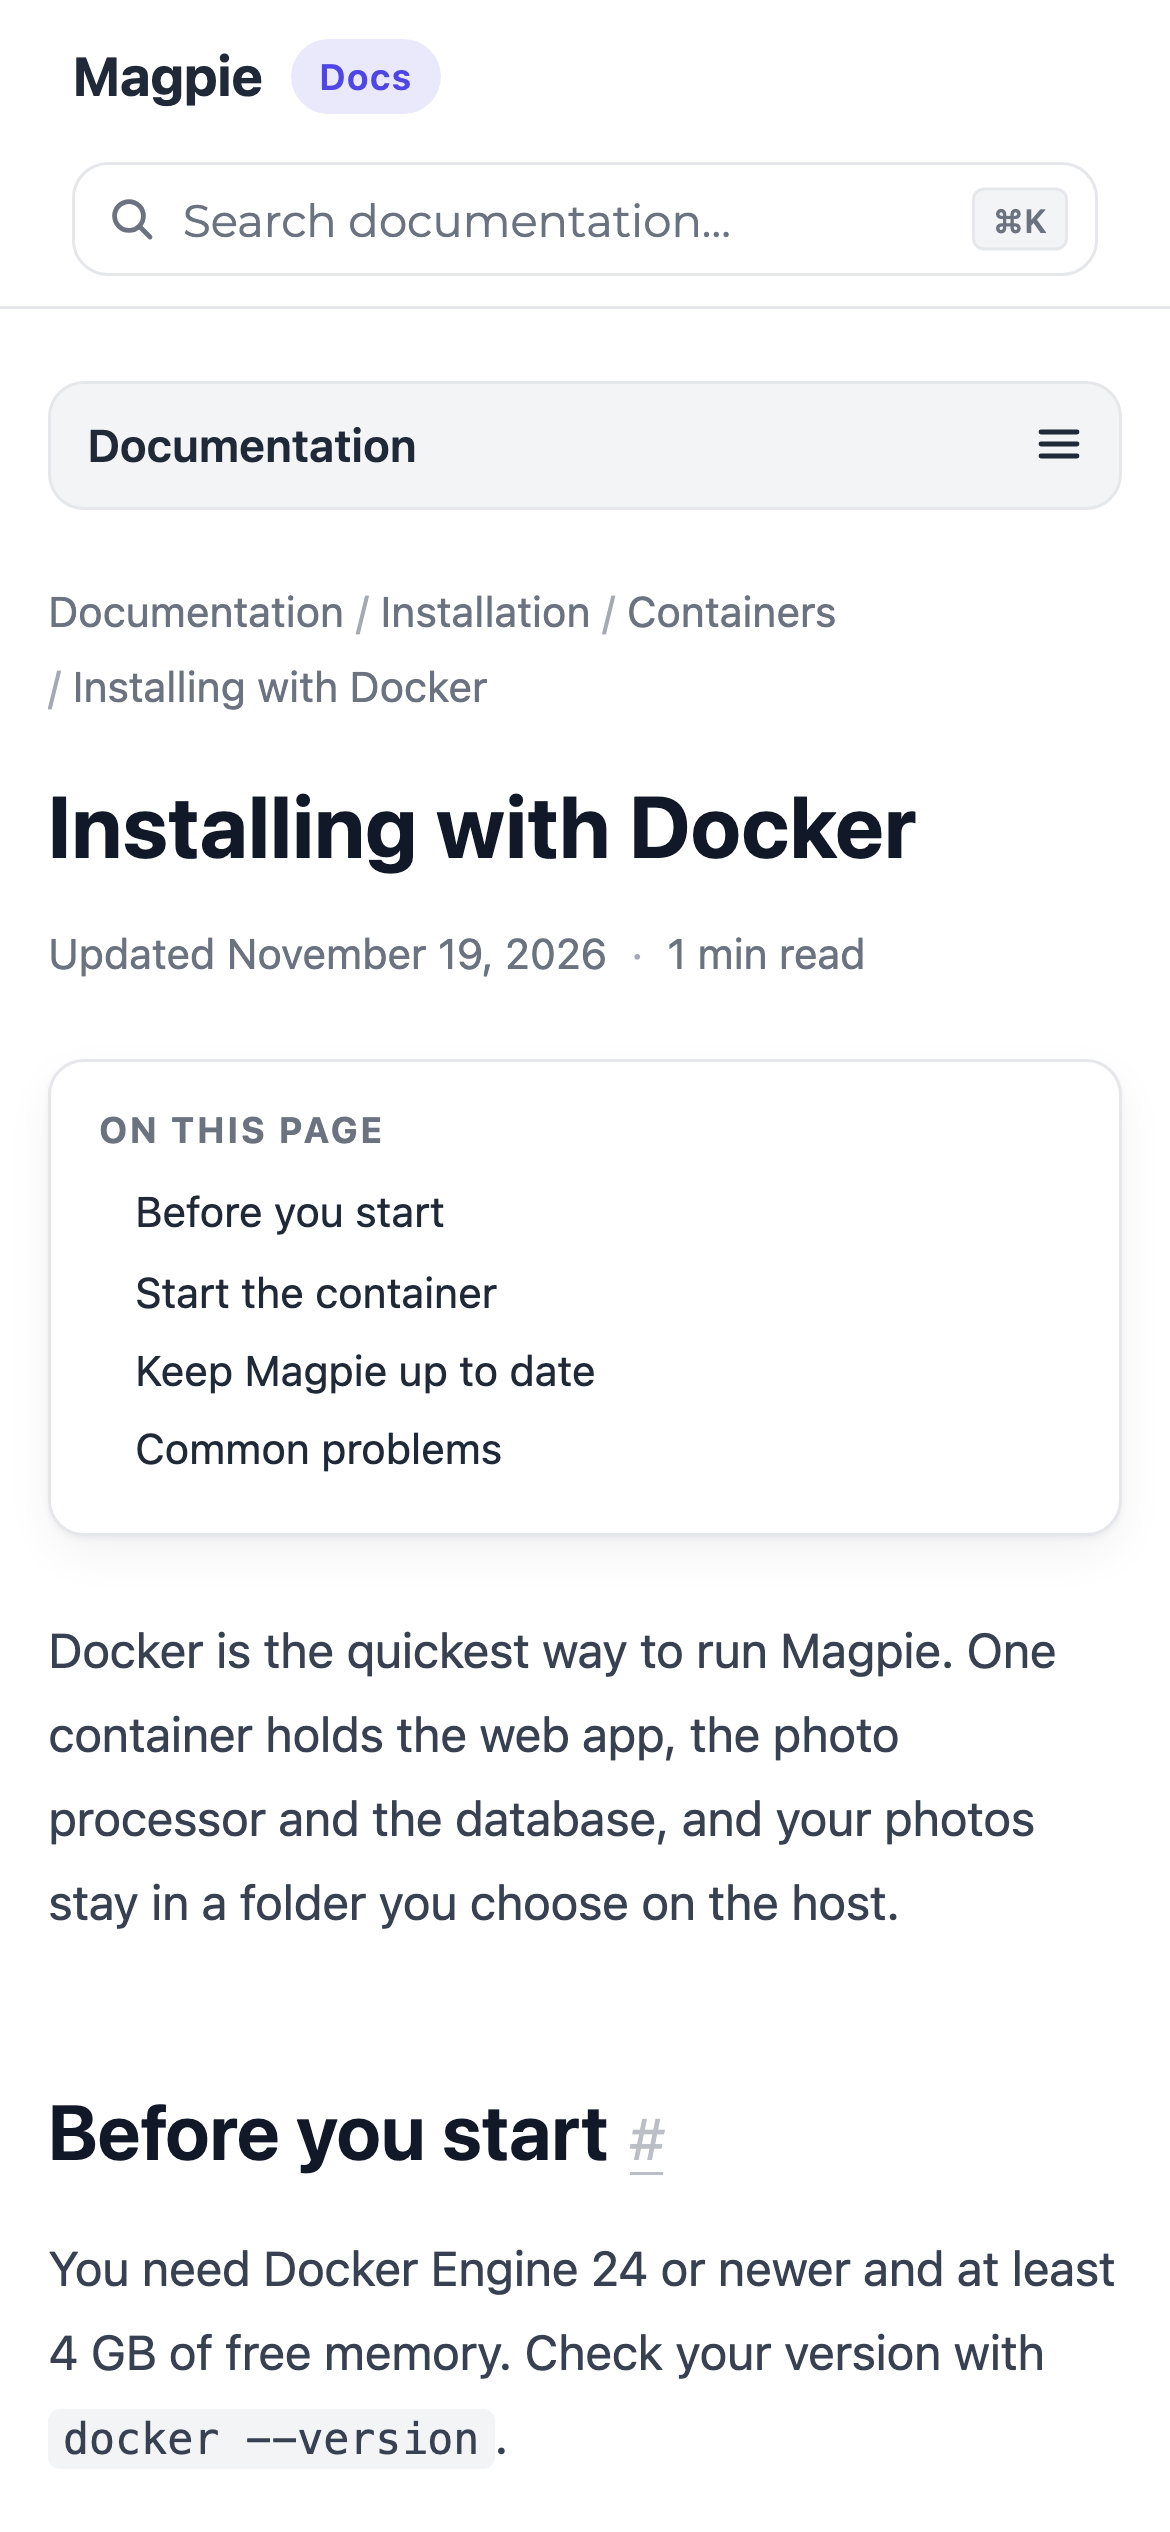 Magpie Docs
Search documentation... ⌘K
Documentation
Documentation / Installation / Containers
/ Installing with Docker
Installing with Docker
Updated November 19, 2026 · 1 min read
ON THIS PAGE
Before you start
Start the container
Keep Magpie up to date
Common problems
Docker is the quickest way to run Magpie. One
container holds the web app, the photo
processor and the database, and your photos
stay in a folder you choose on the host.
Before you start #
You need Docker Engine 24 or newer and at least
4 GB of free memory. Check your version with
docker --version.